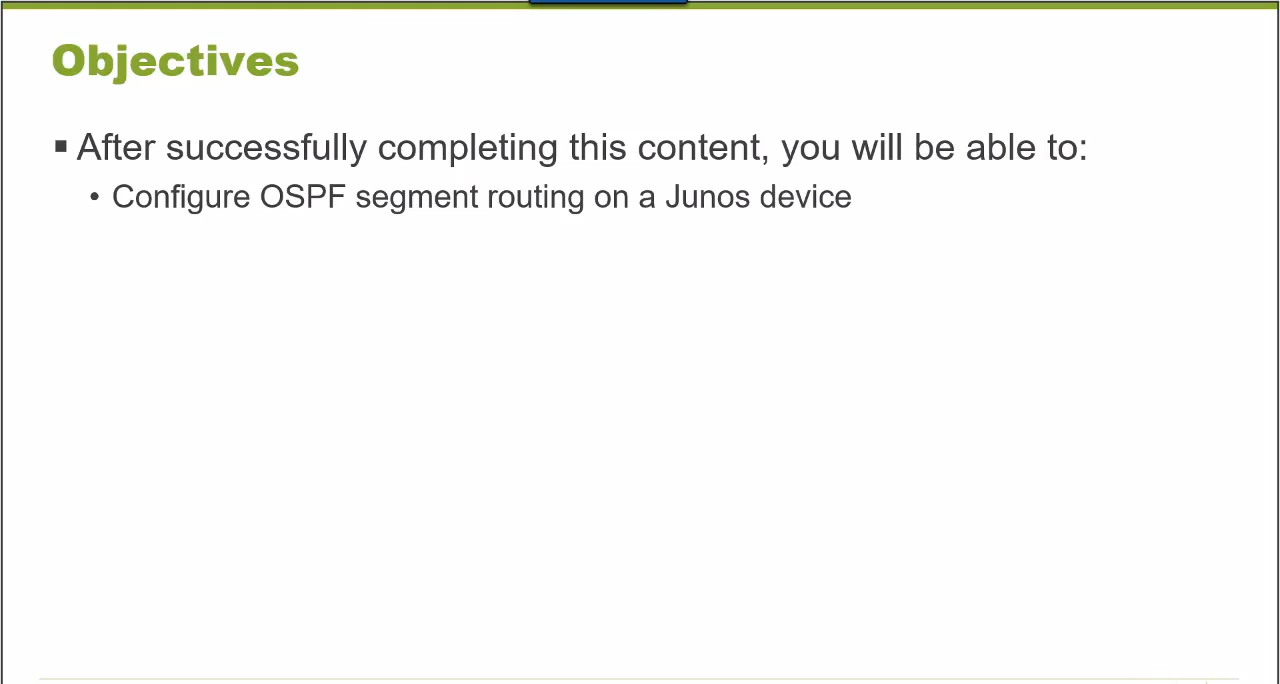 Objectives
▪ After successfully completing this content, you will be able to:
• Configure OSPF segment routing on a Junos device